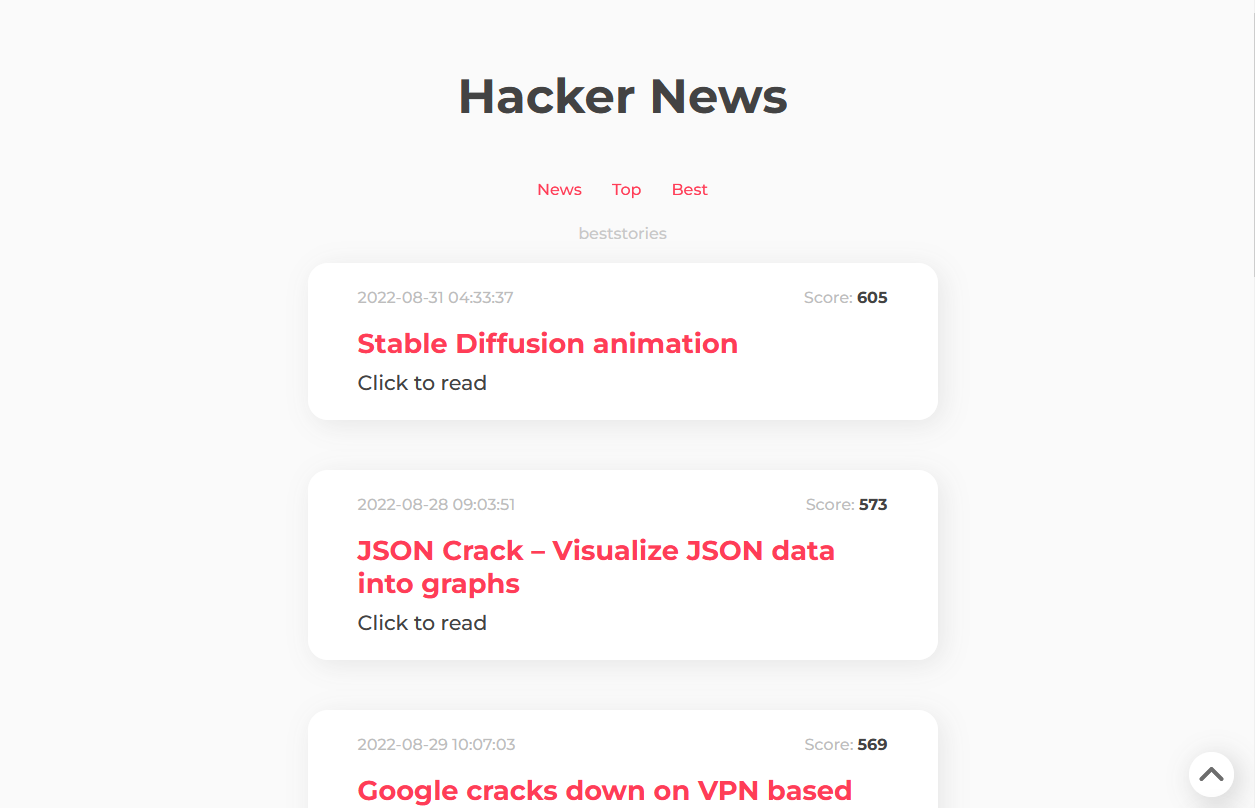 Hacker News
News Top Best
beststories
2022-08-31 04:33:37 Score: 605
Stable Diffusion animation
Click to read
2022-08-28 09:03:51 Score: 573
JSON Crack – Visualize JSON data
into graphs
Click to read
2022-08-29 10:07:03 Score: 569
Google cracks down on VPN based